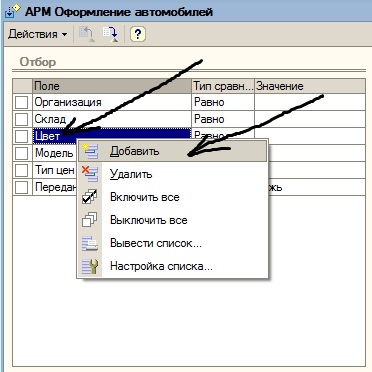 АРМ Оформление автомобилей
Действия
Отбор
Поле Тип сравн... Значение
Организация Равно
Склад Равно
Цвет Равно
Модель
Добавить
Тип цен
Удалить
Передан
Включить все
Выключить все
Вывести список...
Настройка списка...